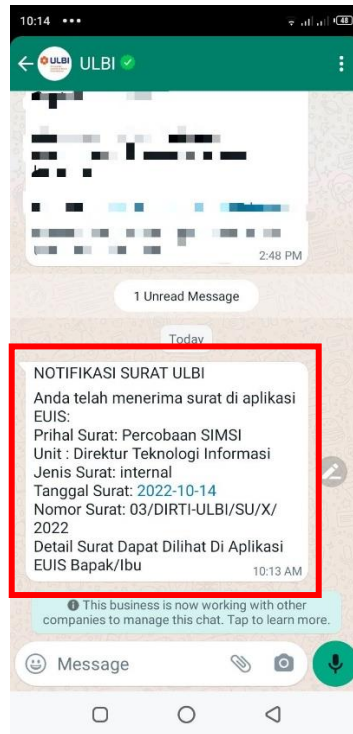 10:14
48
ULBI
ULBI
2:48 PM
1 Unread Message
Today
NOTIFIKASI SURAT ULBI
Anda telah menerima surat di aplikasi
EUIS:
Prihal Surat: Percobaan SIMSI
Unit : Direktur Teknologi Informasi
Jenis Surat: internal
Tanggal Surat: 2022-10-14
Nomor Surat: 03/DIRTI-ULBI/SU/X/
2022
Detail Surat Dapat Dilihat Di Aplikasi
EUIS Bapak/Ibu
10:13 AM
This business is now working with other
companies to manage this chat. Tap to learn more.
Message